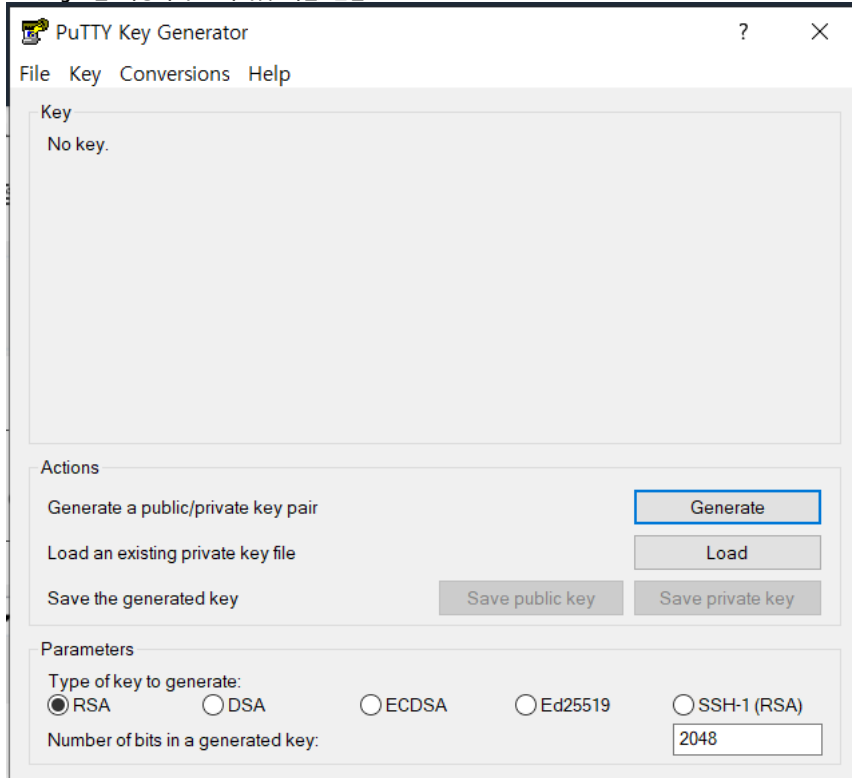 PuTTY Key Generator
?
File Key Conversions Help
Key
No key.
Actions
Generate a public/private key pair
Generate
Load an existing private key file
Load
Save the generated key
Save public key
Save private key
Parameters
Type of key to generate:
RSA DSA ECDSA Ed25519 SSH-1 (RSA)
Number of bits in a generated key:
2048